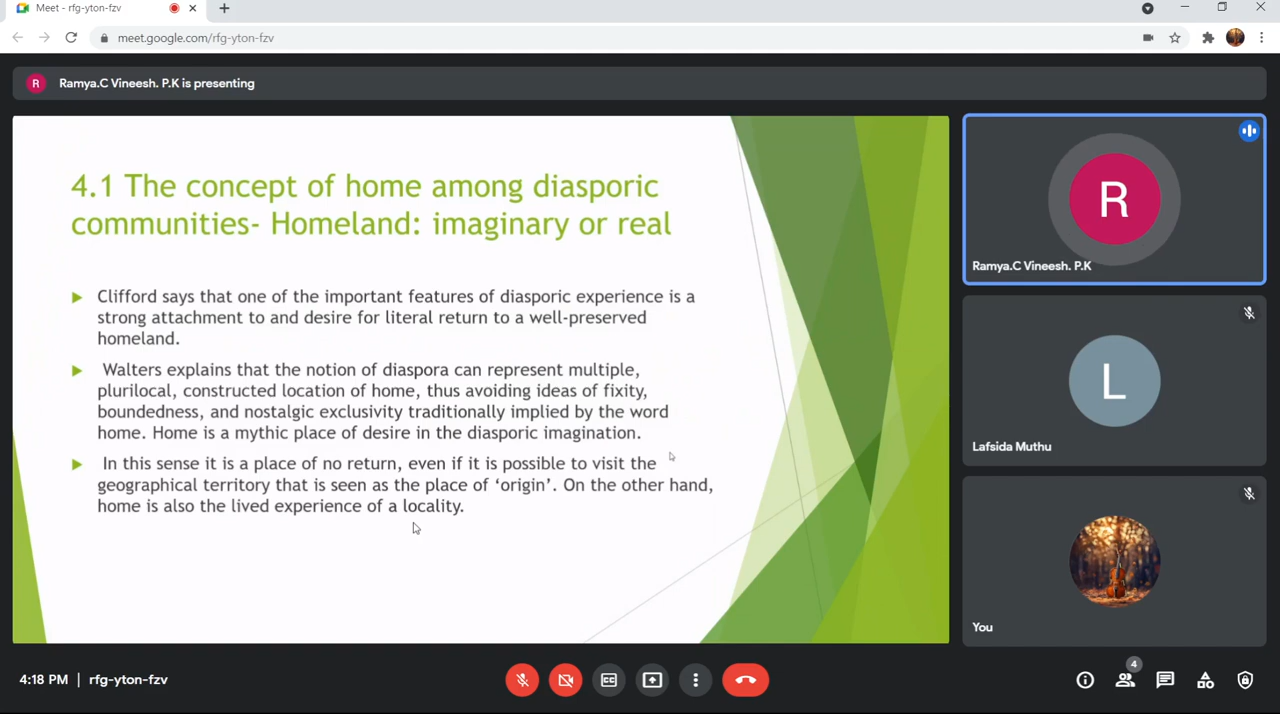 Meet - rfg-yton-fzv
meet.google.com/rfg-yton-fzv
R
Ramya.C Vineesh. P.K is presenting
4.1 The concept of home among diasporic
communities- Homeland: imaginary or real
Clifford says that one of the important features of diasporic experience is a
strong attachment to and desire for literal return to a well-preserved
homeland.
Walters explains that the notion of diaspora can represent multiple,
plurilocal, constructed location of home, thus avoiding ideas of fixity,
boundedness, and nostalgic exclusivity traditionally implied by the word
home. Home is a mythic place of desire in the diasporic imagination.
In this sense it is a place of no return, even if it is possible to visit the
geographical territory that is seen as the place of ‘origin’. On the other hand,
home is also the lived experience of a locality.
R
Ramya.C Vineesh. P.K
L
Lafsida Muthu
You
4:18 PM | rfg-yton-fzv
CC
4